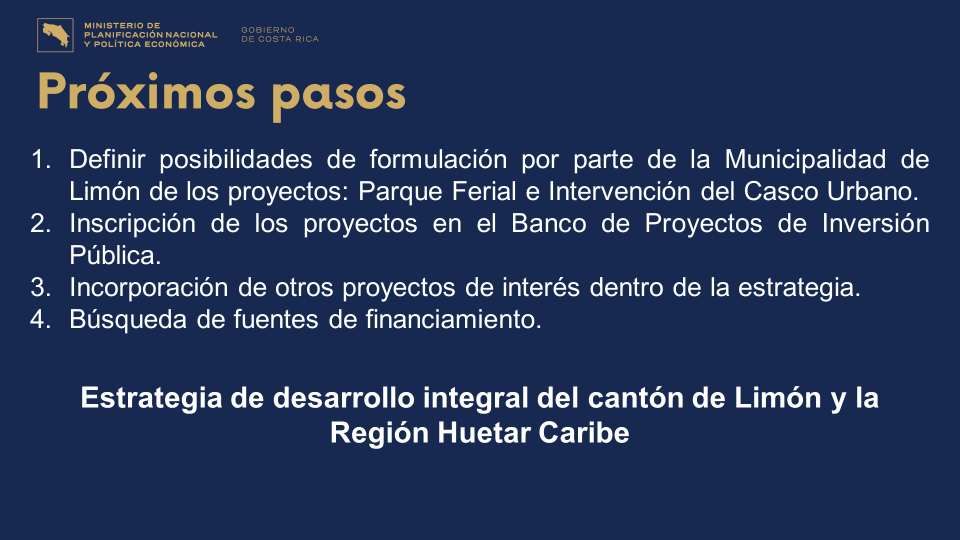 MINISTERIO DE
PLANIFICACIÓN NACIONAL
Y POLÍTICA ECONÓMICA
GOBIERNO
DE COSTA RICA
Próximos pasos
1. Definir posibilidades de formulación por parte de la Municipalidad de
Limón de los proyectos: Parque Ferial e Intervención del Casco Urbano.
2. Inscripción de los proyectos en el Banco de Proyectos de Inversión
Pública.
3. Incorporación de otros proyectos de interés dentro de la estrategia.
4. Búsqueda de fuentes de financiamiento.
Estrategia de desarrollo integral del cantón de Limón y la
Región Huetar Caribe